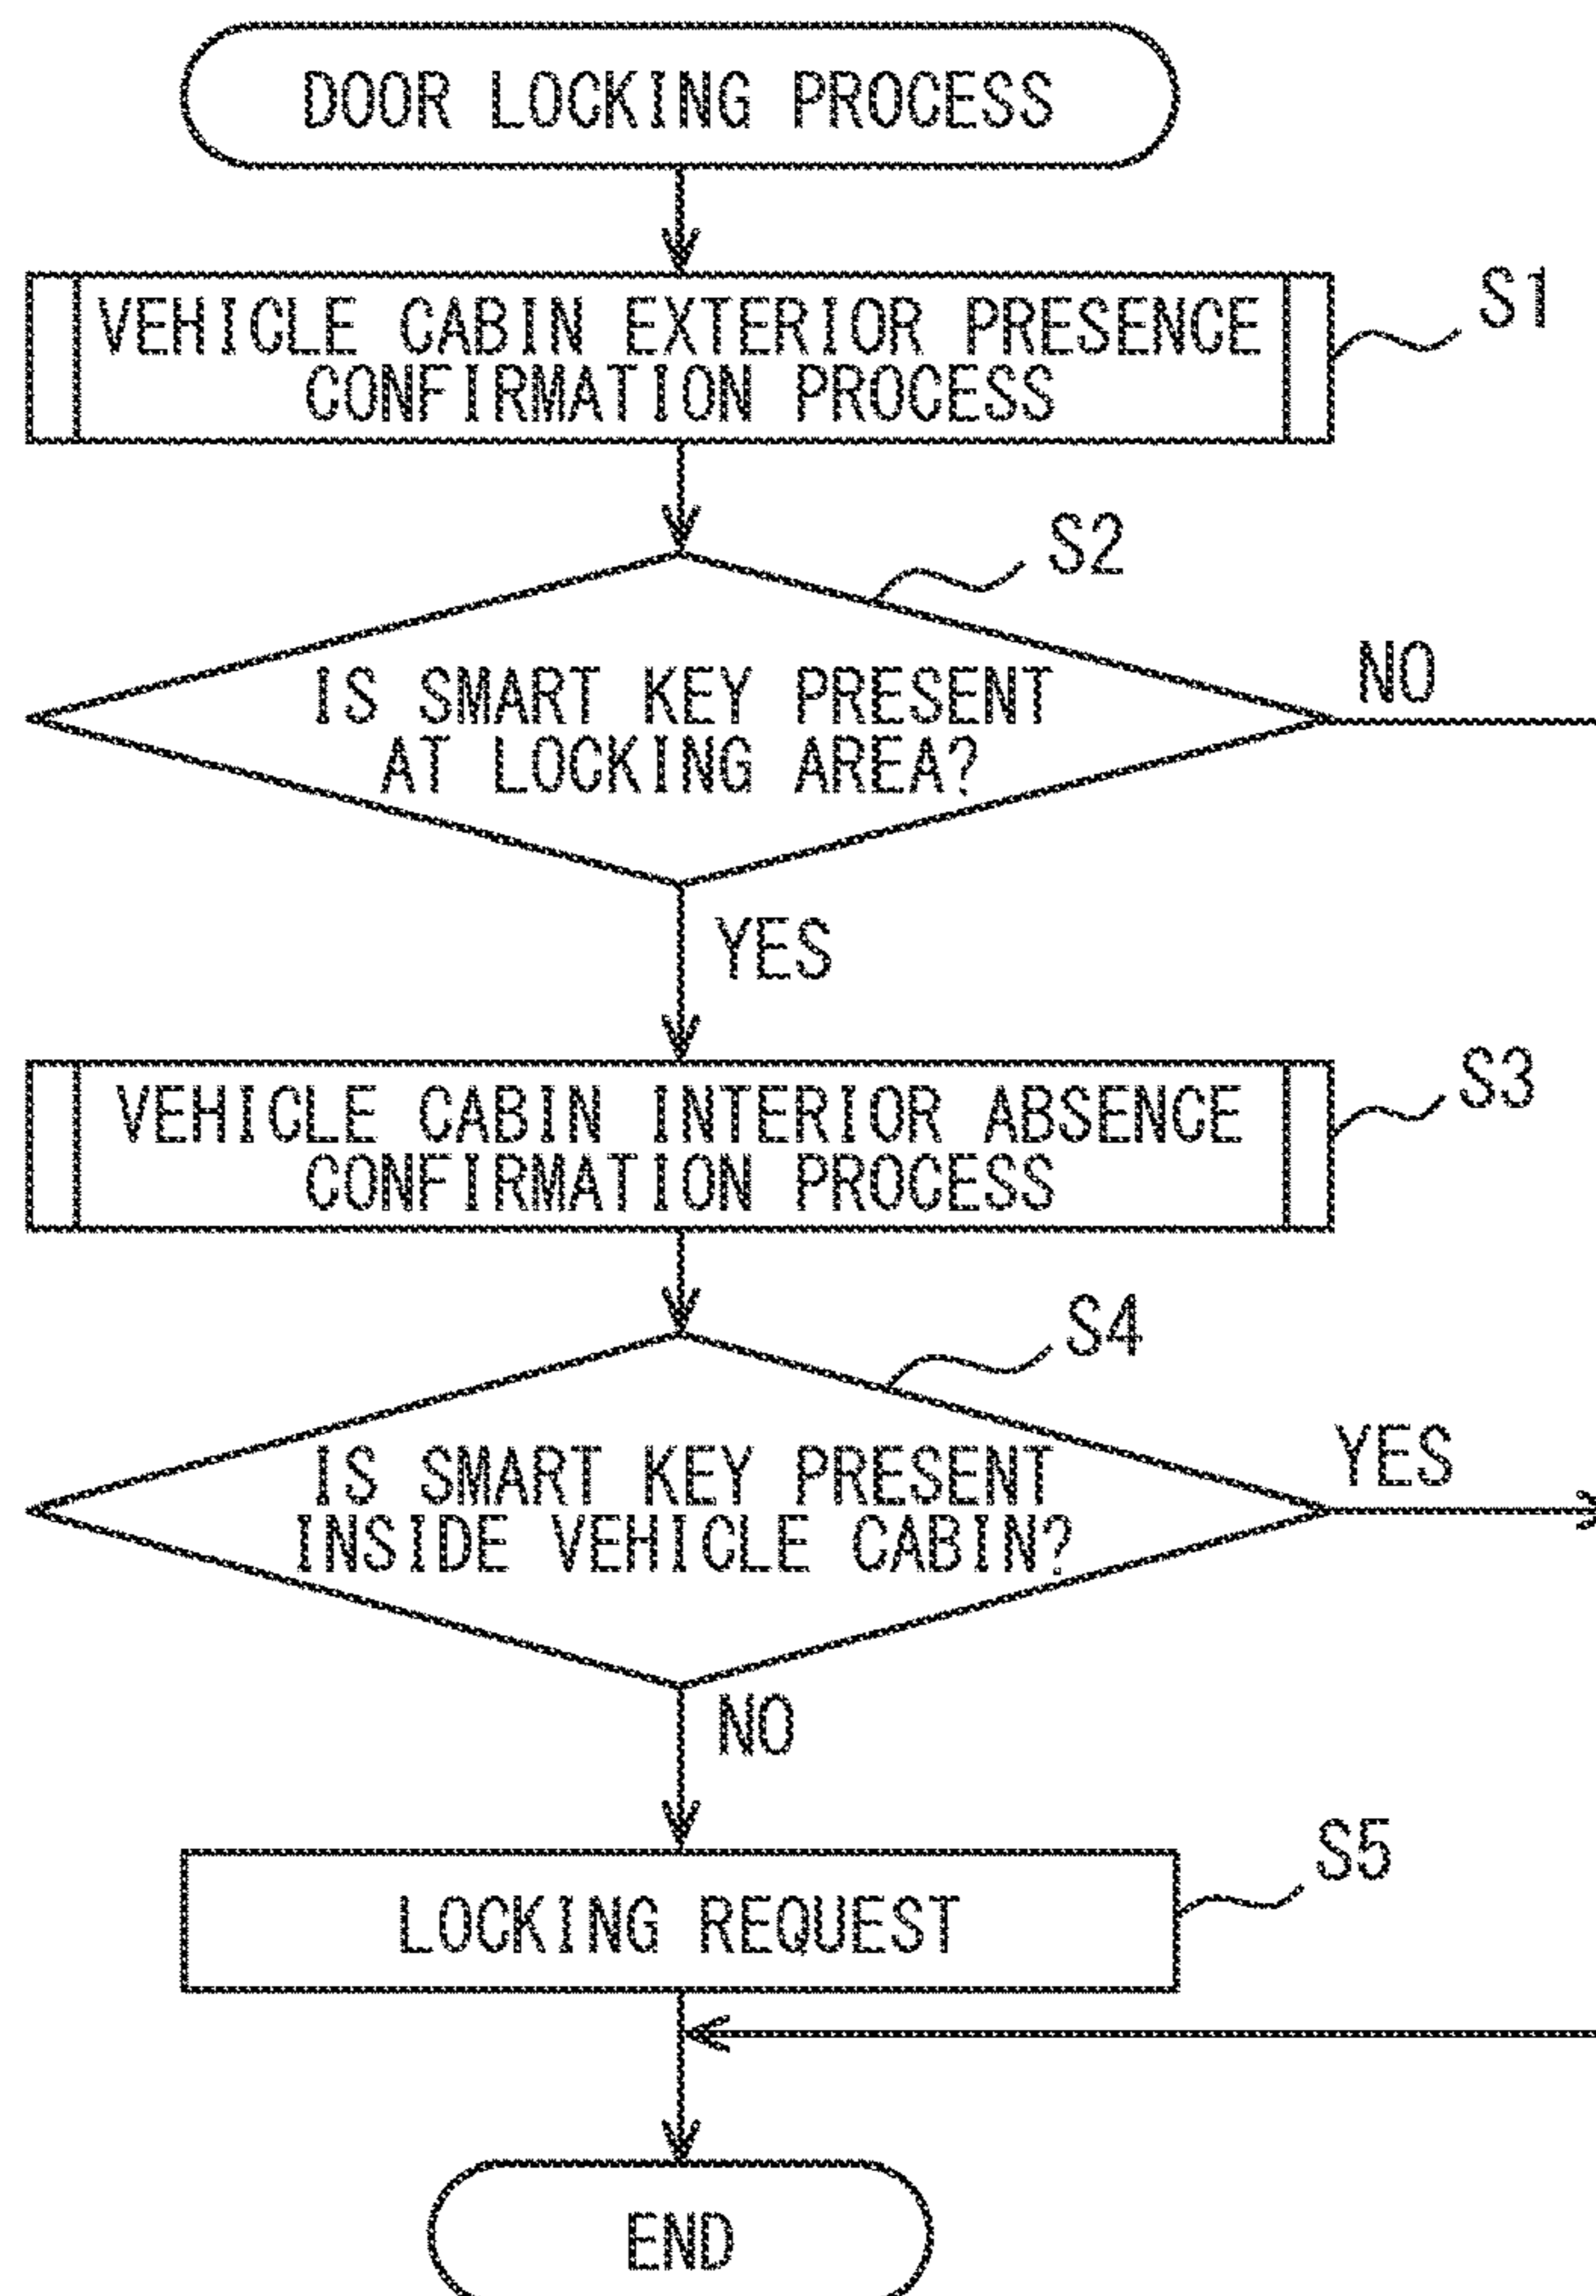 DOOR LOCKING PROCESS
VEHICLE CABIN EXTERIOR PRESENCE
CONFIRMATION PROCESS
S1
S2
IS SMART KEY PRESENT
AT LOCKING AREA?
NO
YES
VEHICLE CABIN INTERIOR ABSENCE
CONFIRMATION PROCESS
S3
S4
IS SMART KEY PRESENT
INSIDE VEHICLE CABIN?
YES
NO
LOCKING REQUEST
S5
END